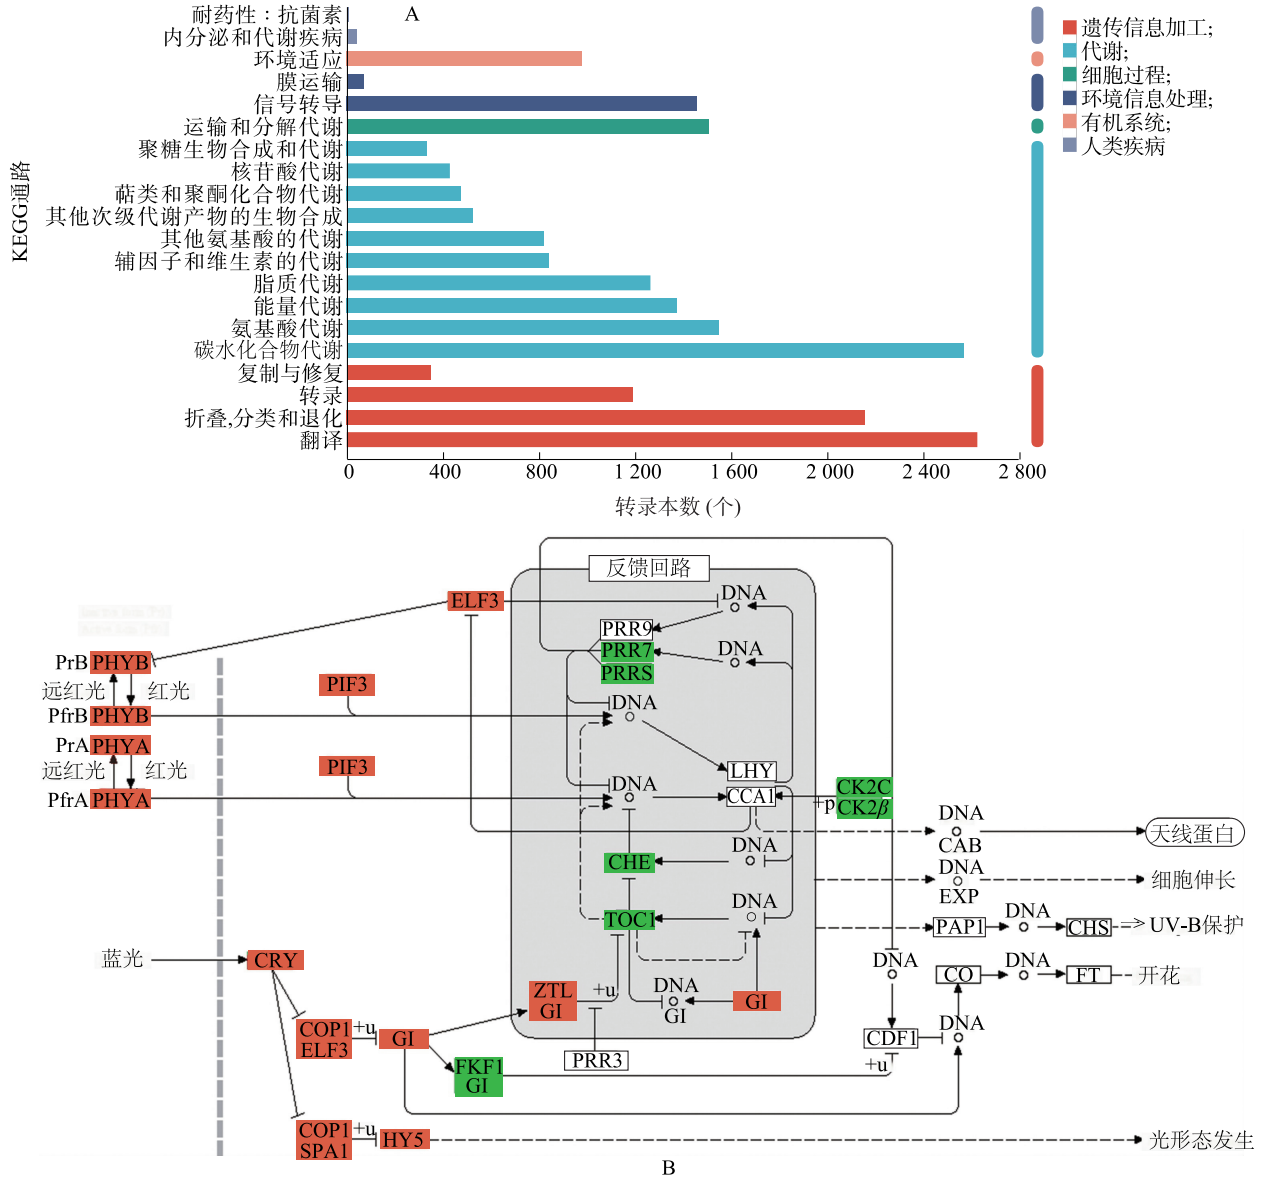 A
耐药性：抗菌素
内分泌和代谢疾病
环境适应
膜运输
信号转导
运输和分解代谢
聚糖生物合成和代谢
核苷酸代谢
萜类和聚酮化合物代谢
其他次级代谢产物的生物合成
其他氨基酸的代谢
辅因子和维生素的代谢
脂质代谢
能量代谢
氨基酸代谢
碳水化合物代谢
复制与修复
转录
折叠,分类和退化
翻译
KEGG通路
0 400 800 1 200 1 600 2 000 2 400 2 800
转录本数 (个)
遗传信息加工;
代谢;
细胞过程;
环境信息处理;
有机系统;
人类疾病
反馈回路
ELF3
DNA
PRR9
PRR7
PRRS
DNA
PrB PHYB
远红光 红光
PfrB PHYB
PIF3
DNA
PrA PHYA
远红光 红光
PfrA PHYA
PIF3
DNA
LHY
CCA1
CK2C
CK2β
+p
DNA
CAB
天线蛋白
CHE
DNA
DNA
EXP
细胞伸长
TOC1
DNA
PAP1
DNA
CHS
UV-B保护
蓝光
CRY
DNA
CO
DNA
FT
开花
ZTL
GI
+u
DNA
GI
GI
COP1
ELF3
+u
GI
PRR3
CDF1
DNA
+u
FKF1
GI
COP1
SPA1
+u
HY5
光形态发生
B